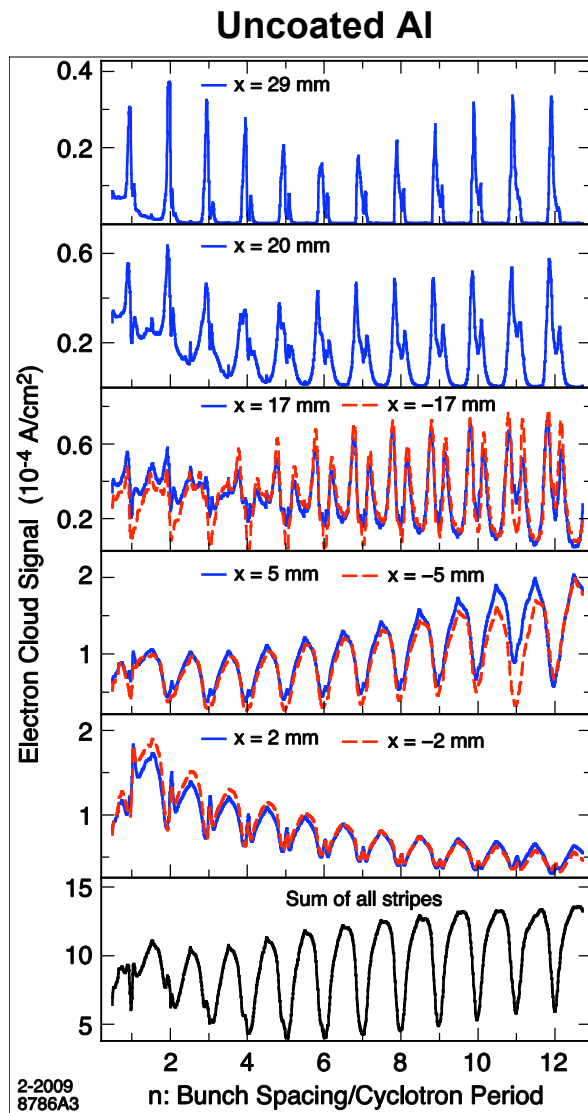 Uncoated Al
x = 29 mm
0.4
0.2
x = 20 mm
0.6
0.2
x = 17 mm x = –17 mm
0.6
0.2
x = 5 mm x = –5 mm
2
1
x = 2 mm x = –2 mm
2
1
Sum of all stripes
15
10
5
Electron Cloud Signal (10-4 A/cm2)
2 4 6 8 10 12
n: Bunch Spacing/Cyclotron Period
2-2009
8786A3